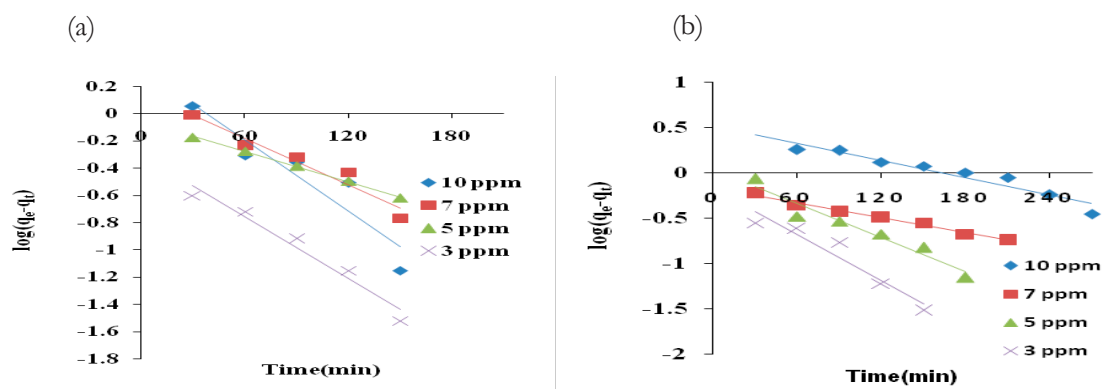 (a)
0.2
0
-0.2
-0.4
-0.6
-0.8
-1
-1.2
-1.4
-1.6
-1.8
0 60 120 180
log(qe-qt)
Time(min)
10 ppm
7 ppm
5 ppm
3 ppm
(b)
1
0.5
0
-0.5
-1
-1.5
-2
0 60 120 180 240
log(qe-qt)
Time(min)
10 ppm
7 ppm
5 ppm
3 ppm